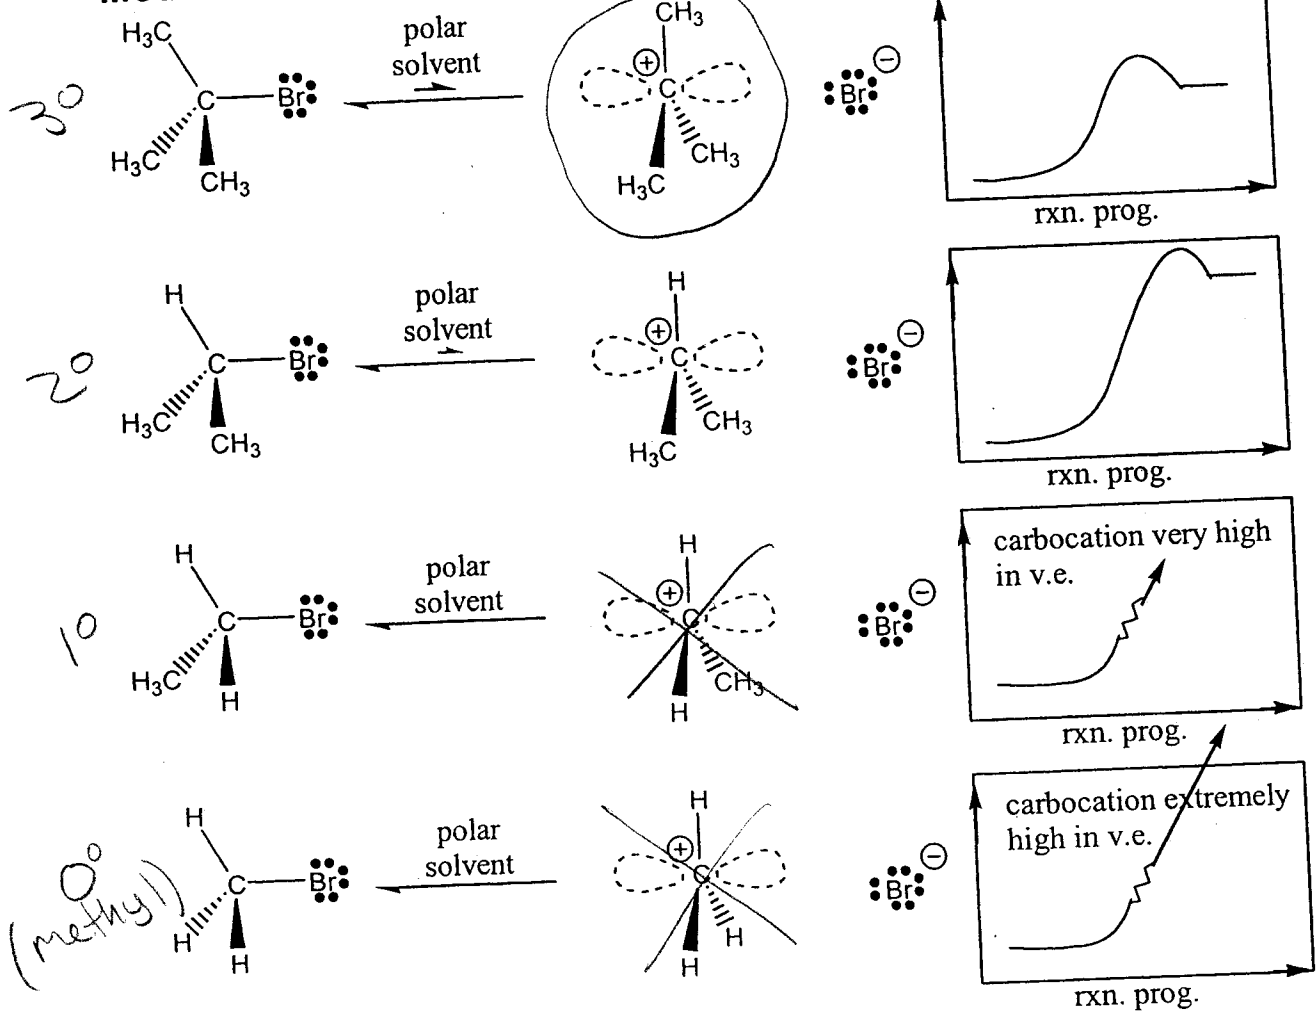 H₃C
C
Br
H₃C
CH₃
3°
polar
solvent
CH₃
⊕
C
CH₃
H₃C
Br
⊖
rxn. prog.
H
C
Br
H₃C
CH₃
2°
polar
solvent
H
⊕
C
CH₃
H₃C
Br
⊖
rxn. prog.
H
C
Br
H₃C
H
1°
polar
solvent
H
⊕
C
CH₃
H
Br
⊖
carbocation very high
in v.e.
rxn. prog.
H
C
Br
H
H
0°
(methyl)
polar
solvent
H
⊕
C
H
H
Br
⊖
carbocation extremely
high in v.e.
rxn. prog.